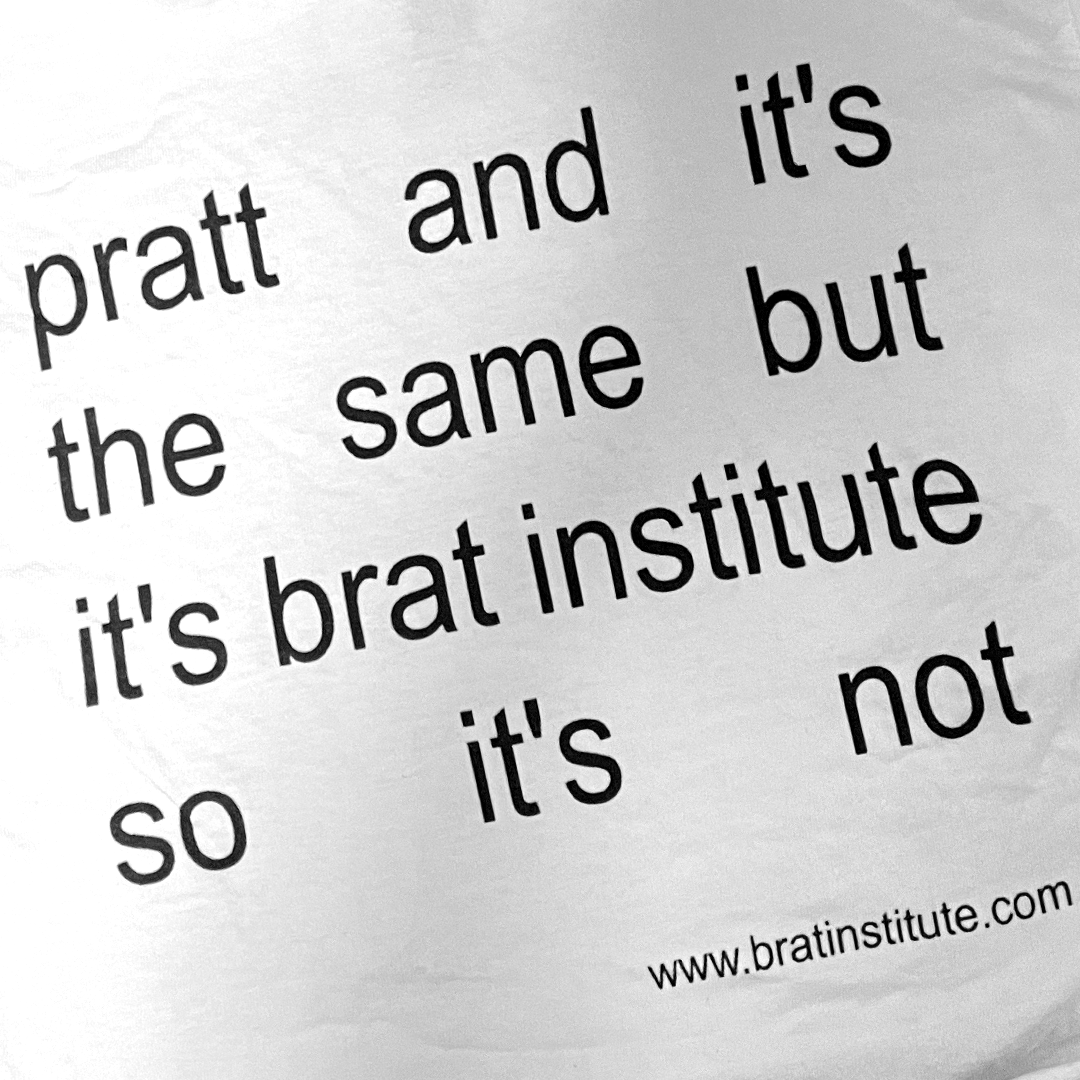 pratt and it's
the same but
it's brat institute
so it's not
www.bratinstitute.com